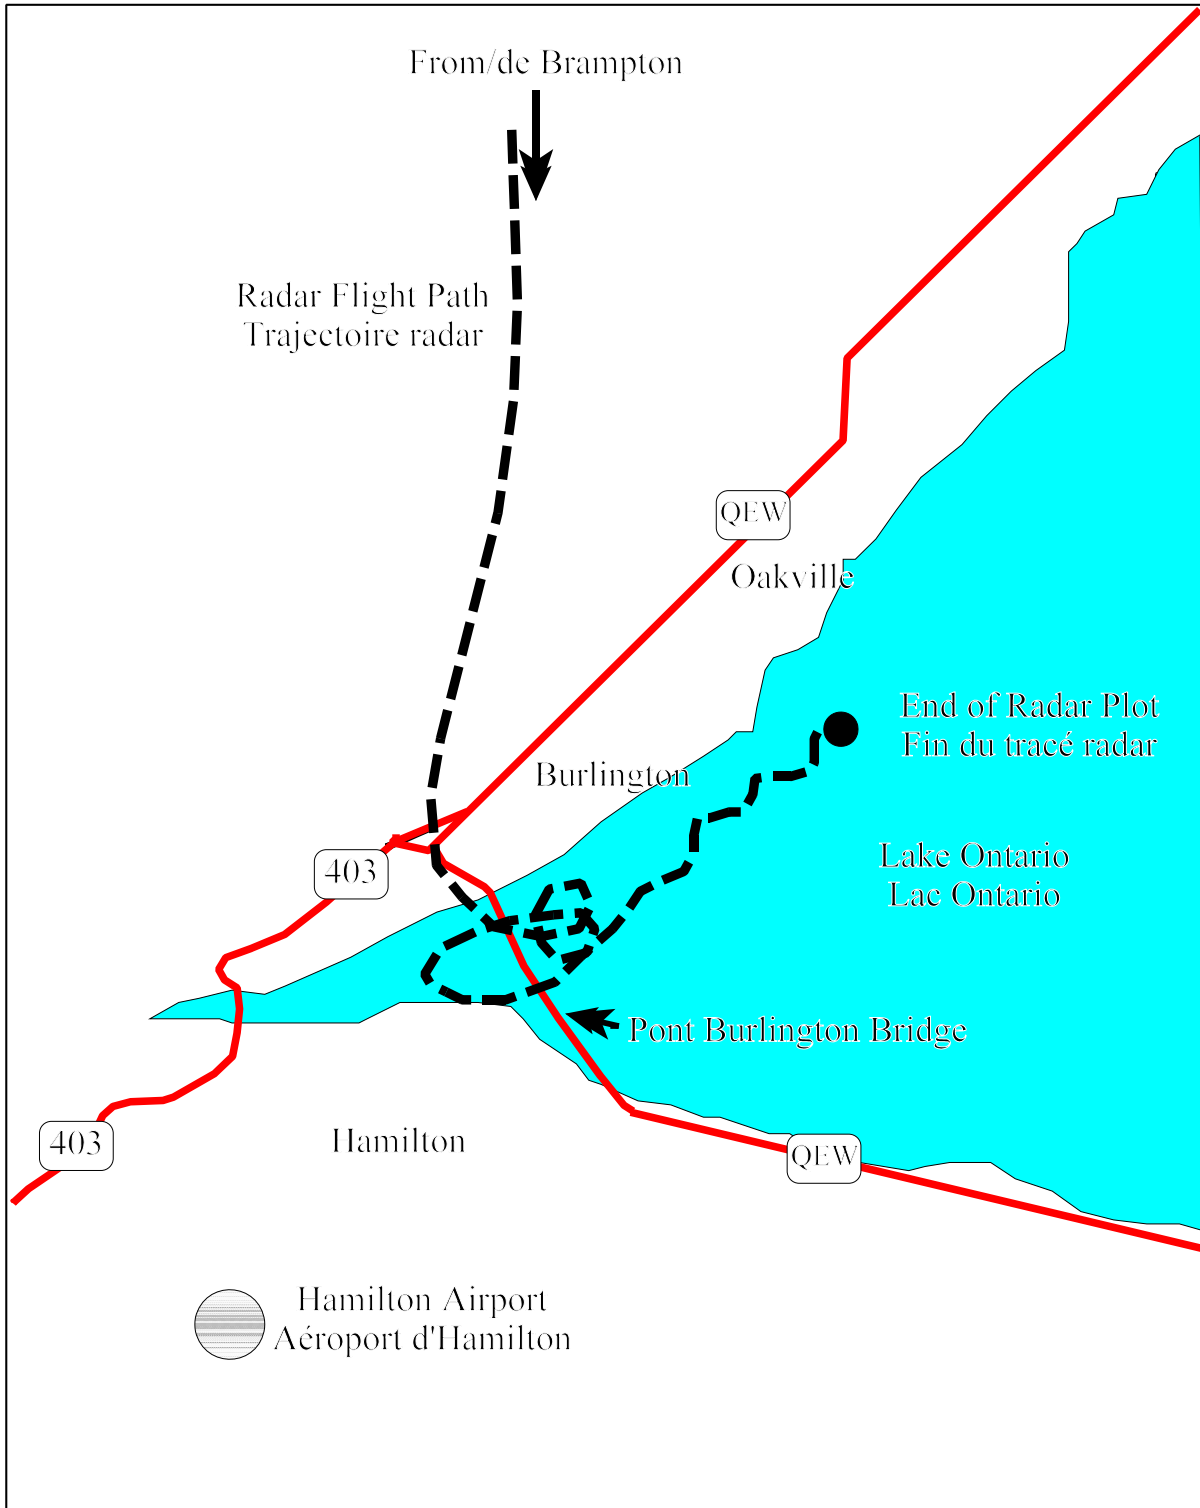 From/de Brampton
Radar Flight Path
Trajectoire radar
QEW
Oakville
End of Radar Plot
Fin du tracé radar
Burlington
403
Lake Ontario
Lac Ontario
Pont Burlington Bridge
403
Hamilton
QEW
Hamilton Airport
Aéroport d'Hamilton